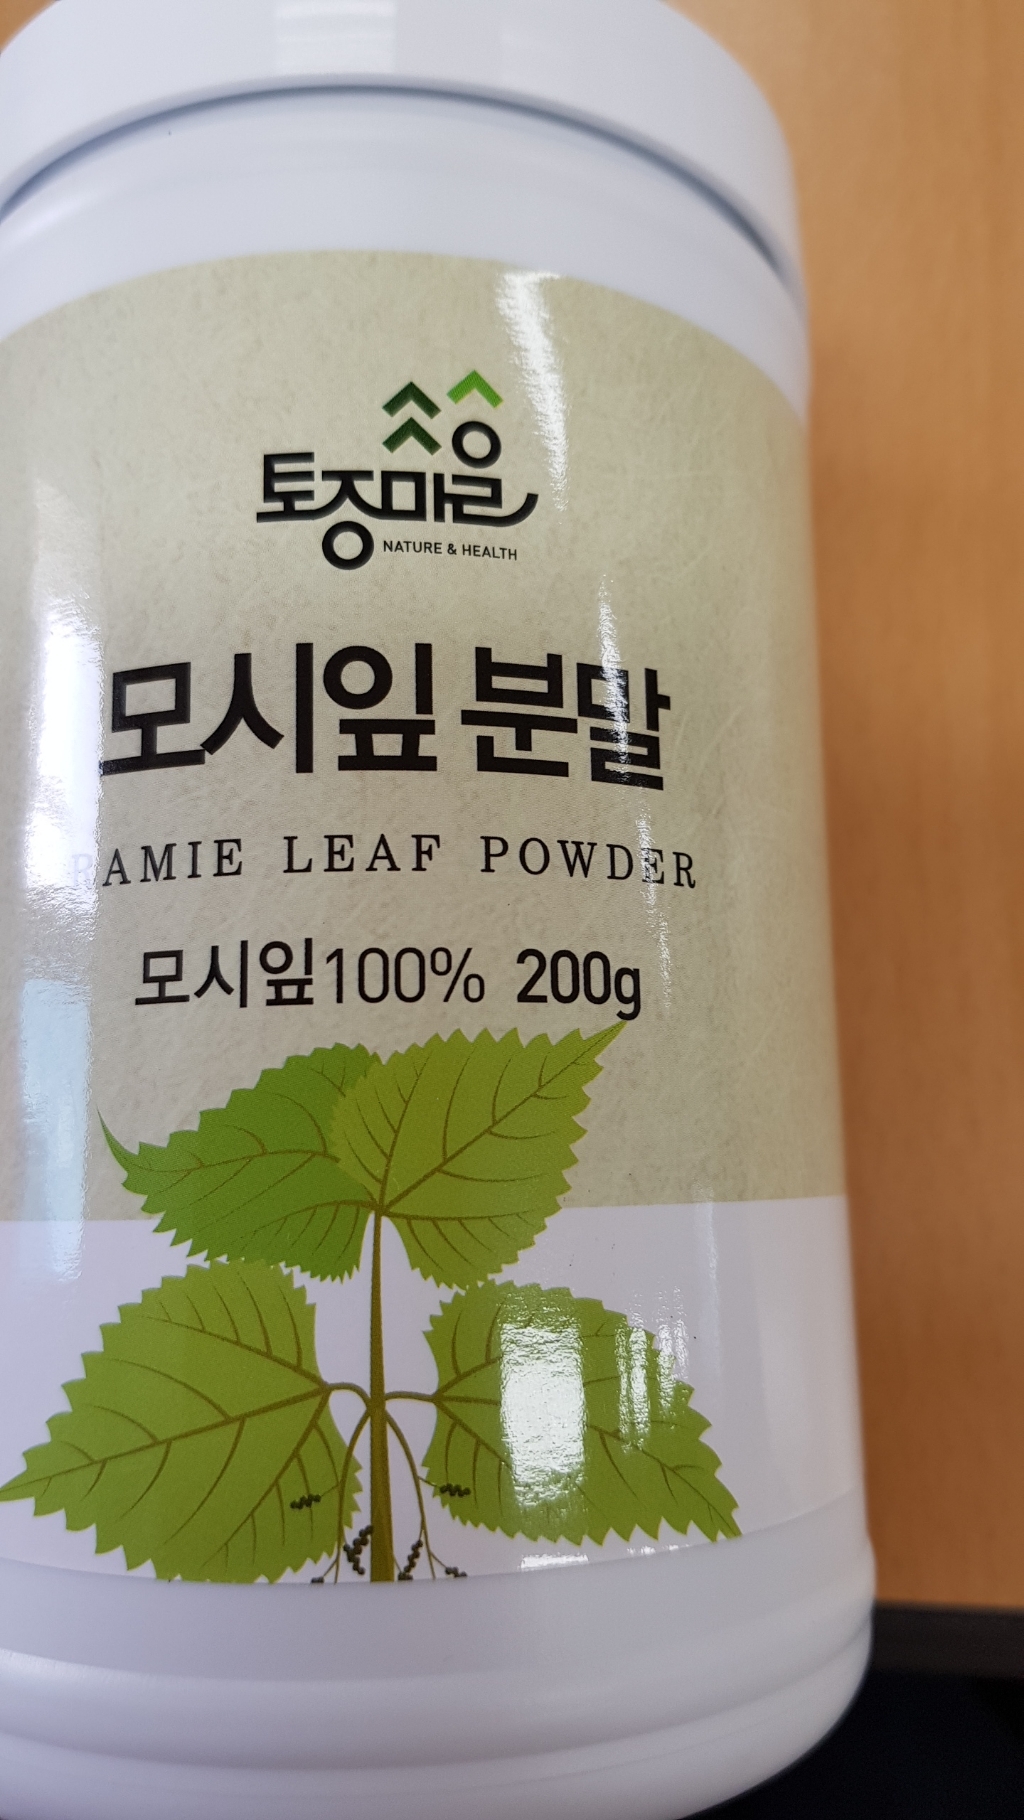 토종마을
NATURE & HEALTH
모시잎 분말
RAMIE LEAF POWDER
모시잎100% 200g